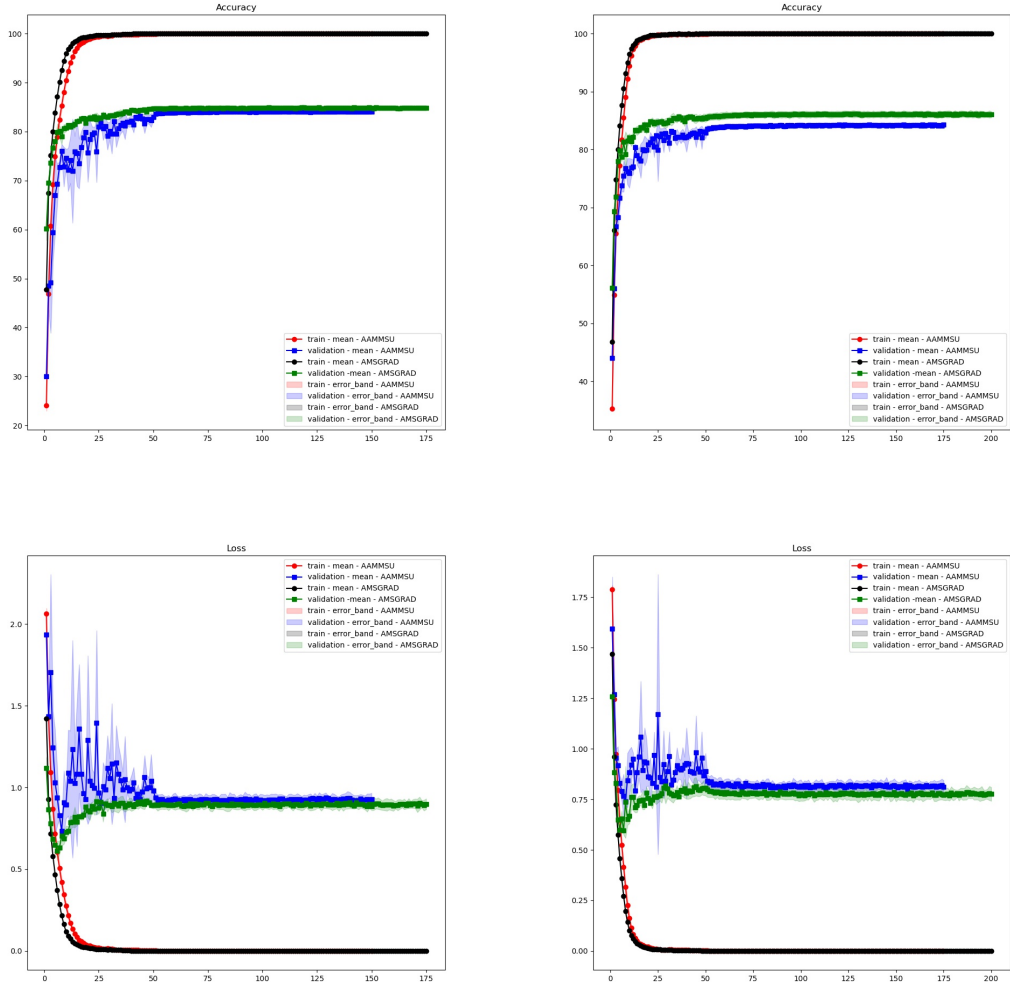 Accuracy
100
90
80
70
60
50
40
30
20
0
25
50
75
100
125
150
175
train - mean - AAMMSU
validation - mean - AAMMSU
train - mean - AMSGRAD
validation -mean - AMSGRAD
train - error_band - AAMMSU
validation - error_band - AAMMSU
train - error_band - AMSGRAD
validation - error_band - AMSGRAD
Accuracy
100
90
80
70
60
50
40
0
25
50
75
100
125
150
175
200
train - mean - AAMMSU
validation - mean - AAMMSU
train - mean - AMSGRAD
validation -mean - AMSGRAD
train - error_band - AAMMSU
validation - error_band - AAMMSU
train - error_band - AMSGRAD
validation - error_band - AMSGRAD
Loss
2.0
1.5
1.0
0.5
0.0
0
25
50
75
100
125
150
175
train - mean - AAMMSU
validation - mean - AAMMSU
train - mean - AMSGRAD
validation -mean - AMSGRAD
train - error_band - AAMMSU
validation - error_band - AAMMSU
train - error_band - AMSGRAD
validation - error_band - AMSGRAD
Loss
1.75
1.50
1.25
1.00
0.75
0.50
0.25
0.00
0
25
50
75
100
125
150
175
200
train - mean - AAMMSU
validation - mean - AAMMSU
train - mean - AMSGRAD
validation -mean - AMSGRAD
train - error_band - AAMMSU
validation - error_band - AAMMSU
train - error_band - AMSGRAD
validation - error_band - AMSGRAD